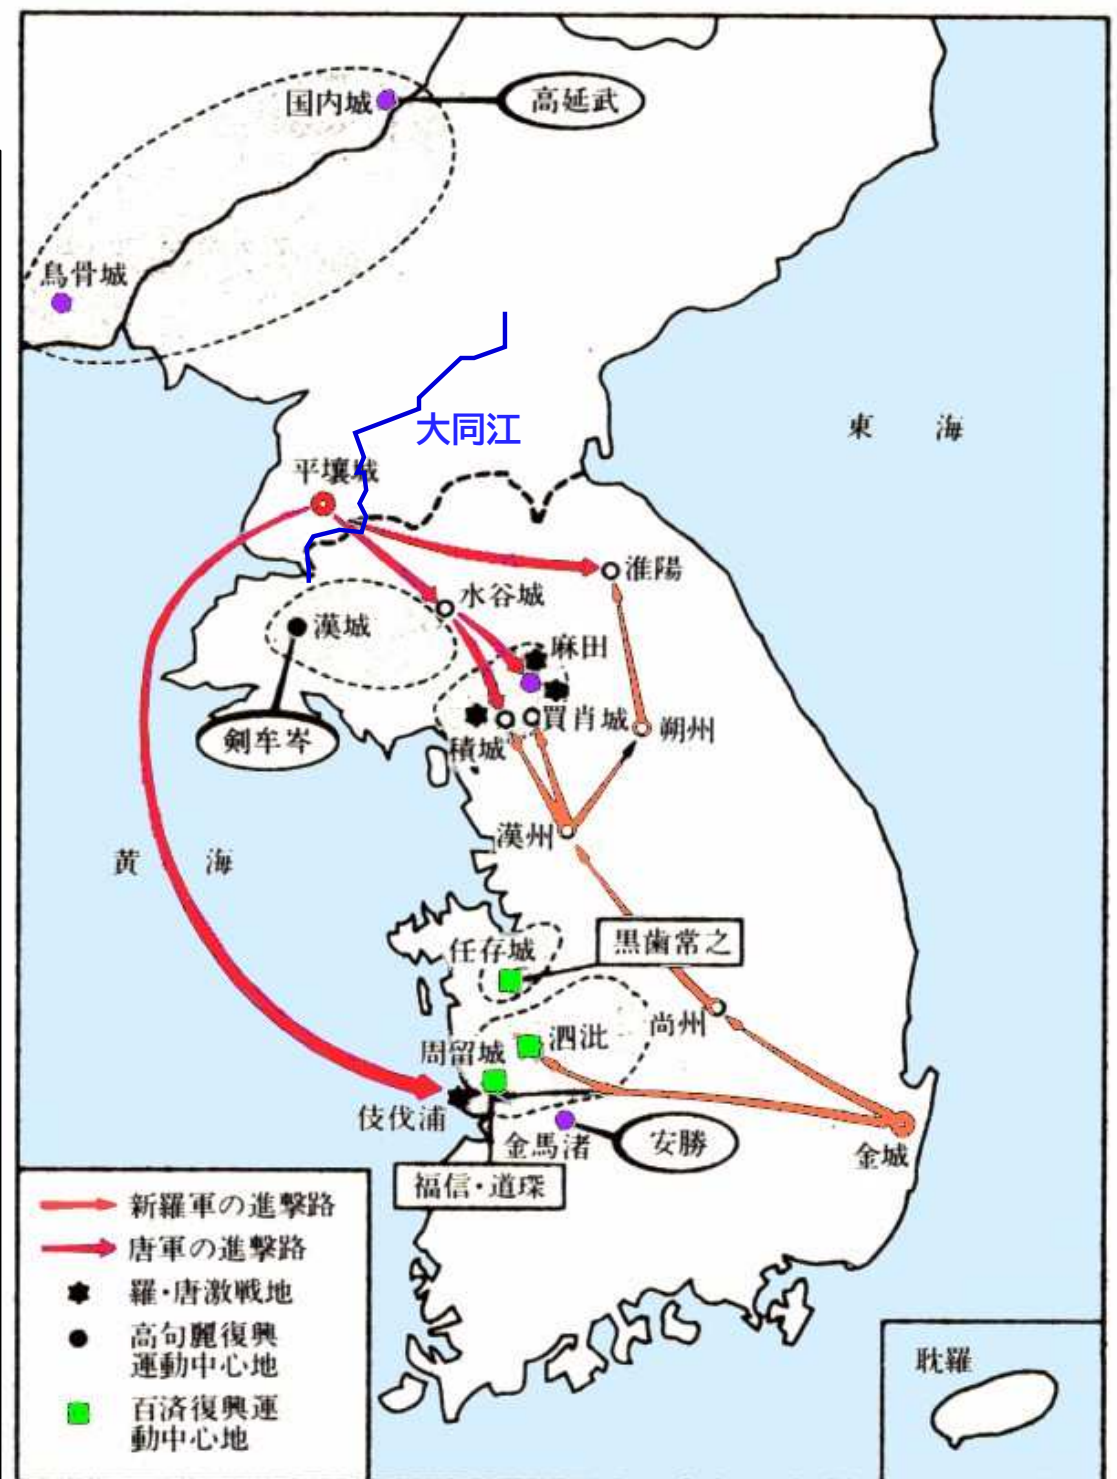 国内城
高延武
烏骨城
大同江
東海
平壤城
淮陽
水谷城
漢城
麻田
剣牟岑
買肖城
朔州
積城
漢州
黄海
任存城
黒歯常之
尚州
泗沘
周留城
伎伐浦
金馬渚
安勝
金城
福信・道琛
新羅軍の進撃路
唐軍の進撃路
羅・唐激戦地
高句麗復興
運動中心地
百済復興運
動中心地
耽羅